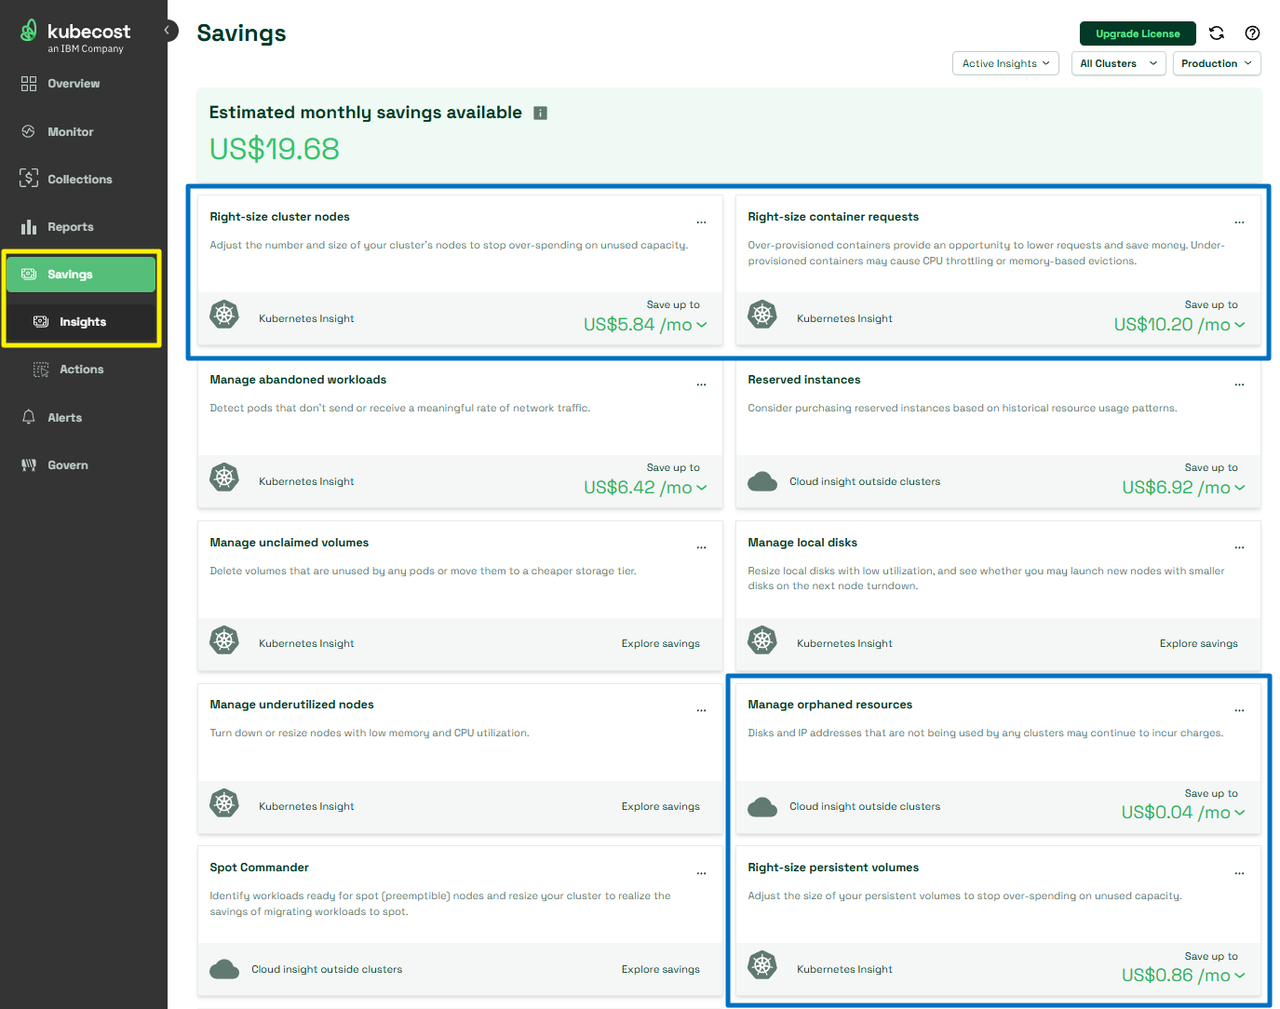 kubecost
an IBM Company
Overview
Monitor
Collections
Reports
Savings
Insights
Actions
Alerts
Govern
Savings
Upgrade License
Active Insights
All Clusters
Production
Estimated monthly savings available
US$19.68
Right-size cluster nodes
...
Adjust the number and size of your cluster's nodes to stop over-spending on unused capacity.
Kubernetes Insight
Save up to
US$5.84 /mo
Right-size container requests
...
Over-provisioned containers provide an opportunity to lower requests and save money. Under-
provisioned containers may cause CPU throttling or memory-based evictions.
Kubernetes Insight
Save up to
US$10.20 /mo
Manage abandoned workloads
...
Detect pods that don't send or receive a meaningful rate of network traffic.
Kubernetes Insight
Save up to
US$6.42 /mo
Reserved instances
...
Consider purchasing reserved instances based on historical resource usage patterns.
Cloud insight outside clusters
Save up to
US$6.92 /mo
Manage unclaimed volumes
...
Delete volumes that are unused by any pods or move them to a cheaper storage tier.
Kubernetes Insight
Explore savings
Manage local disks
...
Resize local disks with low utilization, and see whether you may launch new nodes with smaller
disks on the next node turndown.
Kubernetes Insight
Explore savings
Manage underutilized nodes
...
Turn down or resize nodes with low memory and CPU utilization.
Kubernetes Insight
Explore savings
Manage orphaned resources
...
Disks and IP addresses that are not being used by any clusters may continue to incur charges.
Cloud insight outside clusters
Save up to
US$0.04 /mo
Spot Commander
...
Identify workloads ready for spot (preemptible) nodes and resize your cluster to realize the
savings of migrating workloads to spot.
Cloud insight outside clusters
Explore savings
Right-size persistent volumes
...
Adjust the size of your persistent volumes to stop over-spending on unused capacity.
Kubernetes Insight
Save up to
US$0.86 /mo